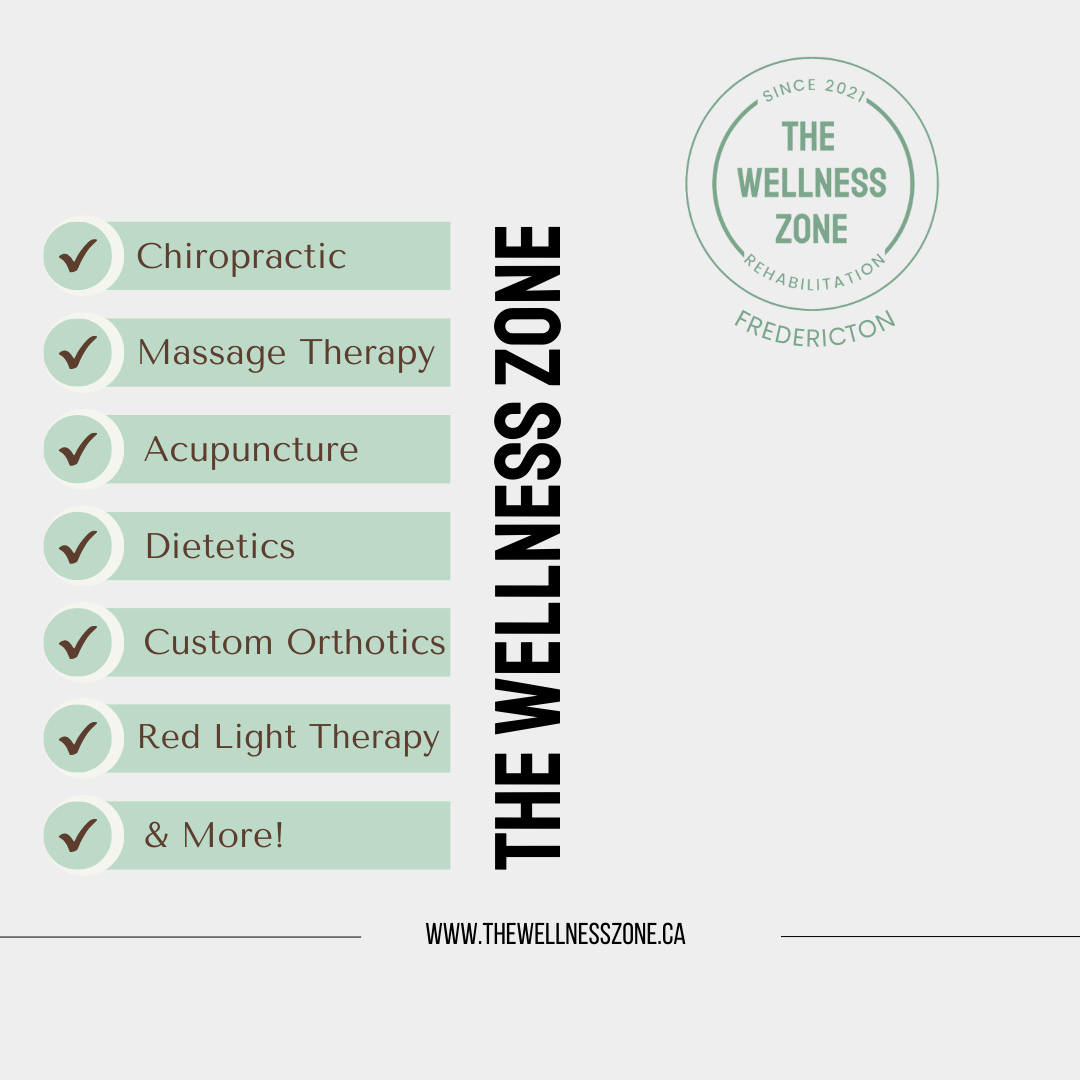 SINCE 2021
THE
WELLNESS
ZONE
REHABILITATION
FREDERICTON
Chiropractic
Massage Therapy
Acupuncture
Dietetics
Custom Orthotics
Red Light Therapy
& More!
THE WELLNESS ZONE
WWW.THEWELLNESSZONE.CA